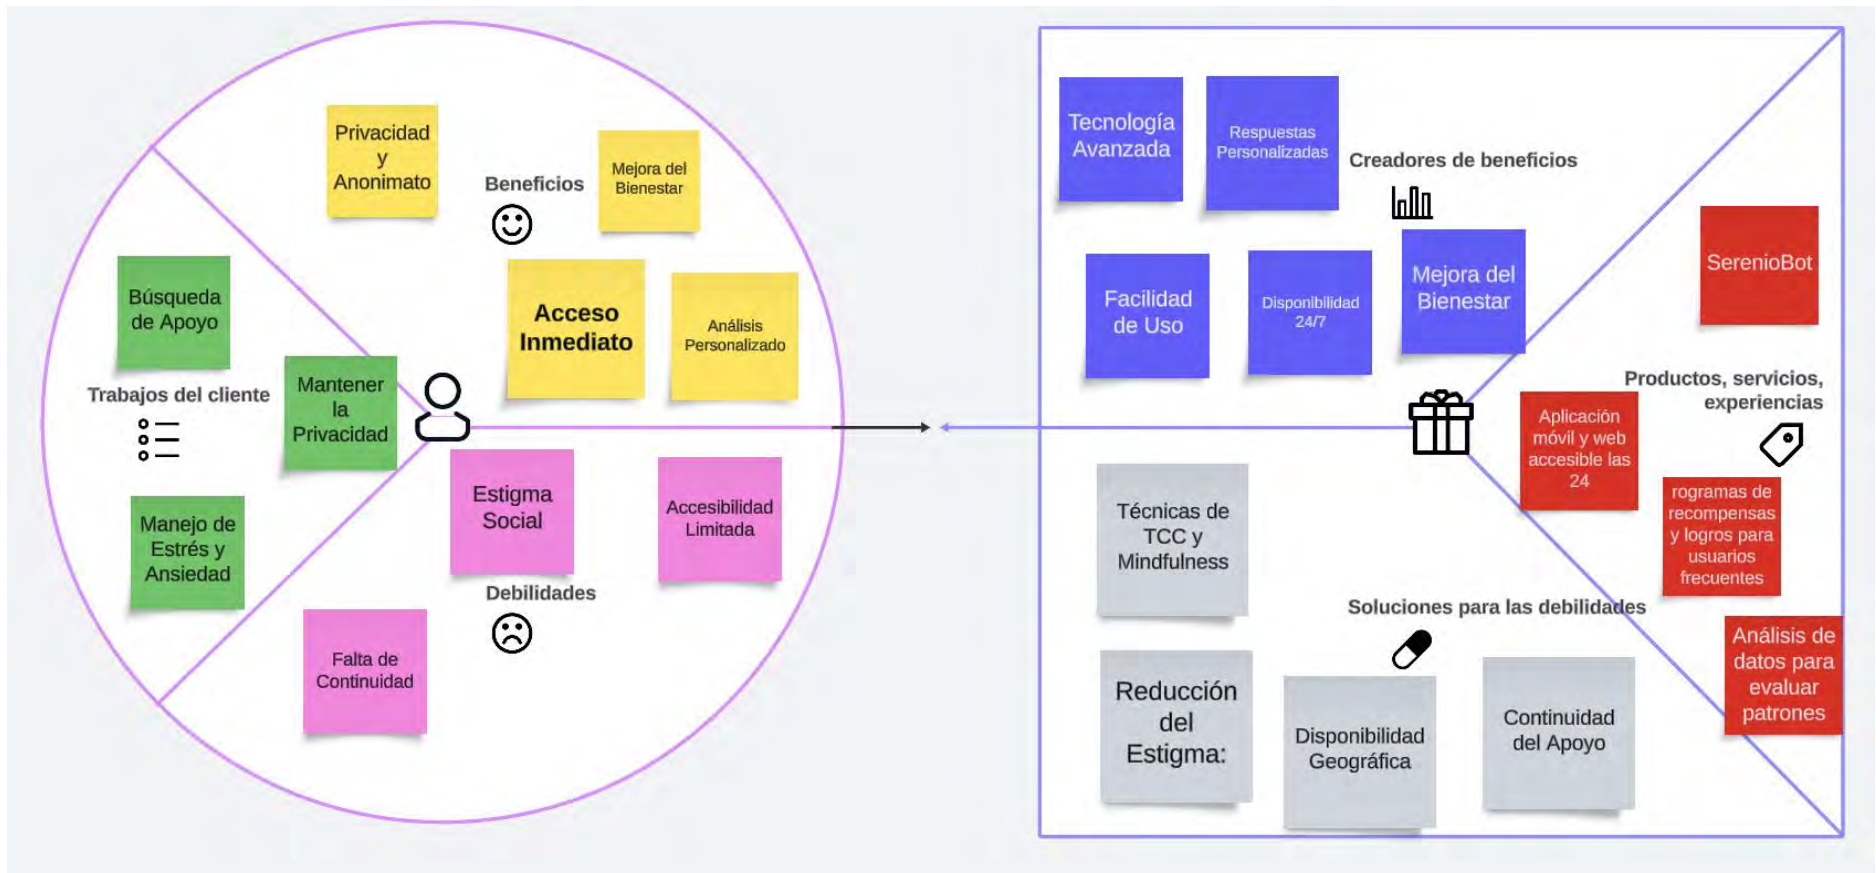 Privacidad
y
Anonimato
Beneficios
Mejora del
Bienestar
Búsqueda
de Apoyo
Acceso
Inmediato
Análisis
Personalizado
Trabajos del cliente
Mantener
la
Privacidad
Manejo de
Estrés y
Ansiedad
Estigma
Social
Accesibilidad
Limitada
Debilidades
Falta de
Continuidad
Tecnología
Avanzada
Respuestas
Personalizadas
Creadores de beneficios
Facilidad
de Uso
Disponibilidad
24/7
Mejora del
Bienestar
SerenioBot
Productos, servicios,
experiencias
Aplicación
móvil y web
accesible las
24
rogramas de
recompensas
y logros para
usuarios
frecuentes
Análisis de
datos para
evaluar
patrones
Técnicas de
TCC y
Mindfulness
Soluciones para las debilidades
Reducción
del
Estigma:
Disponibilidad
Geográfica
Continuidad
del Apoyo